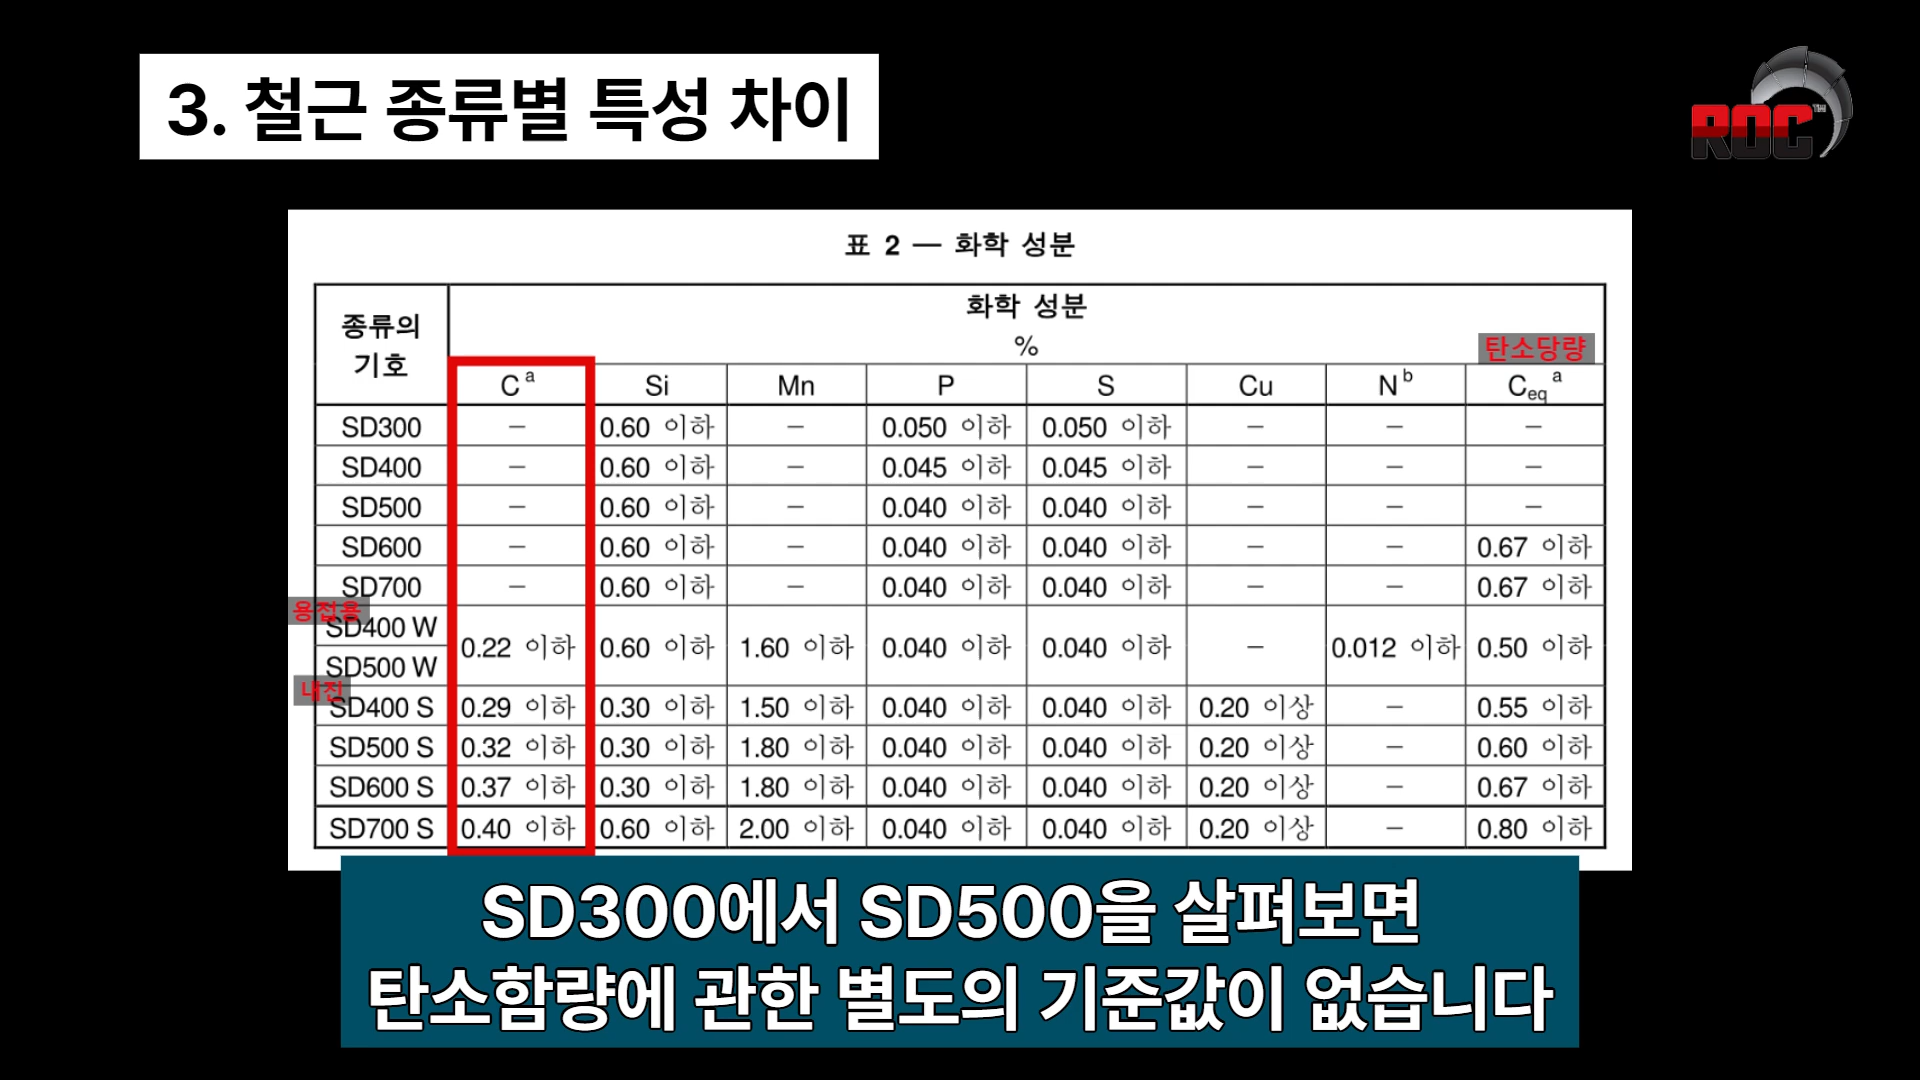 3. 철근 종류별 특성 차이
ROC™
표 2 — 화학 성분
종류의 기호
화학 성분
%
탄소당량
C a Si Mn P S Cu N b Ceq a
SD300 – 0.60 이하 – 0.050 이하 0.050 이하 – – –
SD400 – 0.60 이하 – 0.045 이하 0.045 이하 – – –
SD500 – 0.60 이하 – 0.040 이하 0.040 이하 – – –
SD600 – 0.60 이하 – 0.040 이하 0.040 이하 – – 0.67 이하
SD700 – 0.60 이하 – 0.040 이하 0.040 이하 – – 0.67 이하
용접용
SD400 W
0.22 이하 0.60 이하 1.60 이하 0.040 이하 0.040 이하 – 0.012 이하 0.50 이하
SD500 W
내진
SD400 S 0.29 이하 0.30 이하 1.50 이하 0.040 이하 0.040 이하 0.20 이상 – 0.55 이하
SD500 S 0.32 이하 0.30 이하 1.80 이하 0.040 이하 0.040 이하 0.20 이상 – 0.60 이하
SD600 S 0.37 이하 0.30 이하 1.80 이하 0.040 이하 0.040 이하 0.20 이상 – 0.67 이하
SD700 S 0.40 이하 0.60 이하 2.00 이하 0.040 이하 0.040 이하 0.20 이상 – 0.80 이하
SD300에서 SD500을 살펴보면
탄소함량에 관한 별도의 기준값이 없습니다